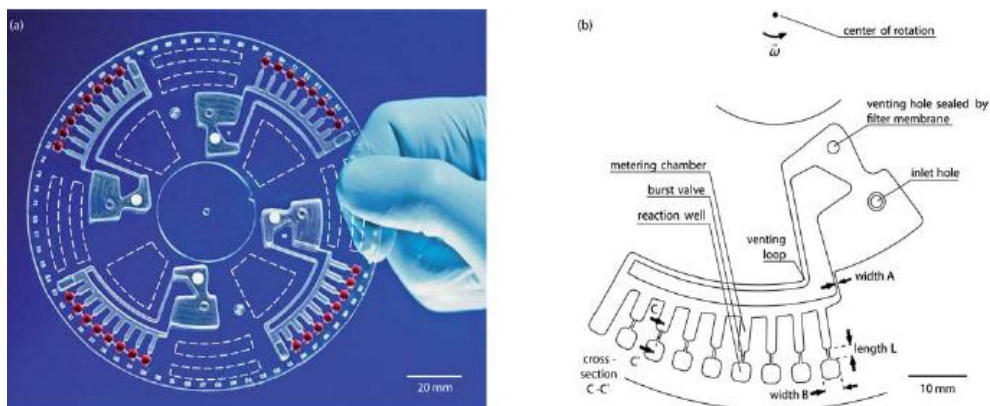 (a)
20 mm
(b)
center of rotation
ω
venting hole sealed by
filter membrane
metering chamber
burst valve
reaction well
inlet hole
venting
loop
width A
C
C'
length L
cross -
section
C -C'
width B
10 mm